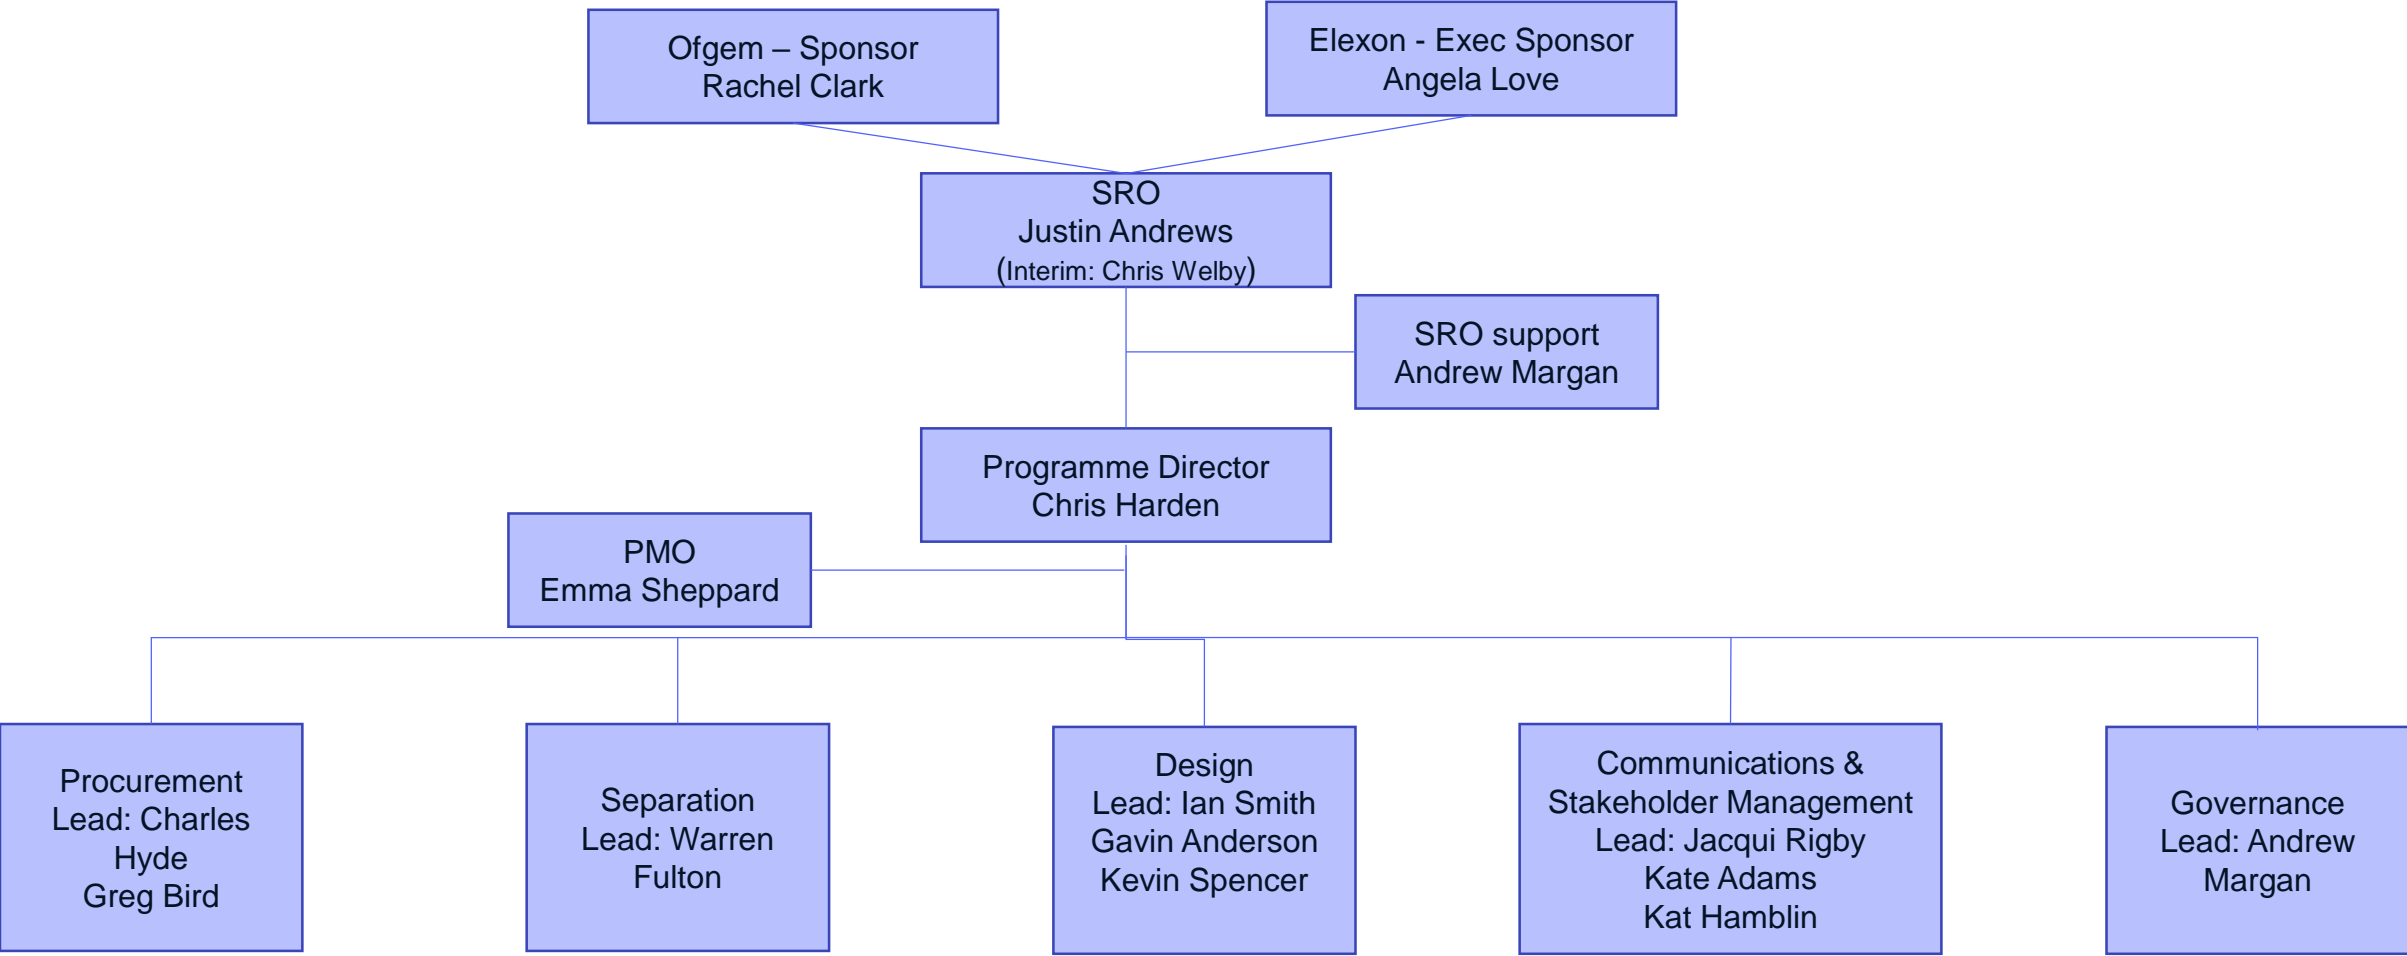 Ofgem – Sponsor
Rachel Clark
Elexon - Exec Sponsor
Angela Love
SRO
Justin Andrews
(Interim: Chris Welby)
SRO support
Andrew Margan
Programme Director
Chris Harden
PMO
Emma Sheppard
Procurement
Lead: Charles
Hyde
Greg Bird
Separation
Lead: Warren
Fulton
Design
Lead: Ian Smith
Gavin Anderson
Kevin Spencer
Communications &
Stakeholder Management
Lead: Jacqui Rigby
Kate Adams
Kat Hamblin
Governance
Lead: Andrew
Margan